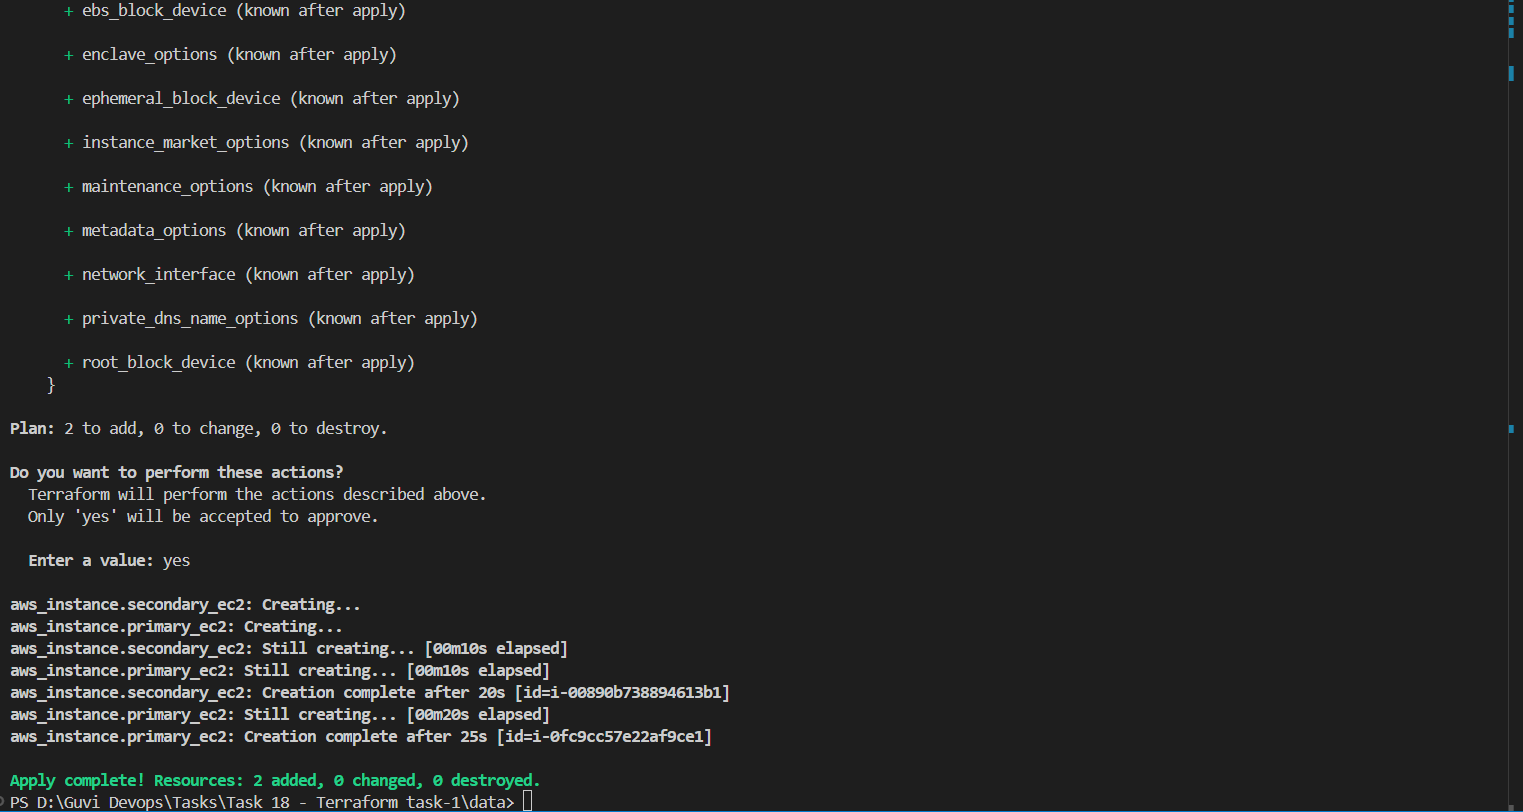 + ebs_block_device (known after apply)
+ enclave_options (known after apply)
+ ephemeral_block_device (known after apply)
+ instance_market_options (known after apply)
+ maintenance_options (known after apply)
+ metadata_options (known after apply)
+ network_interface (known after apply)
+ private_dns_name_options (known after apply)
+ root_block_device (known after apply)
}
Plan: 2 to add, 0 to change, 0 to destroy.
Do you want to perform these actions?
Terraform will perform the actions described above.
Only 'yes' will be accepted to approve.
Enter a value: yes
aws_instance.secondary_ec2: Creating...
aws_instance.primary_ec2: Creating...
aws_instance.secondary_ec2: Still creating... [00m10s elapsed]
aws_instance.primary_ec2: Still creating... [00m10s elapsed]
aws_instance.secondary_ec2: Creation complete after 20s [id=i-00890b738894613b1]
aws_instance.primary_ec2: Still creating... [00m20s elapsed]
aws_instance.primary_ec2: Creation complete after 25s [id=i-0fc9cc57e22af9ce1]
Apply complete! Resources: 2 added, 0 changed, 0 destroyed.
PS D:\Guvi Devops\Tasks\Task 18 - Terraform task-1\data>